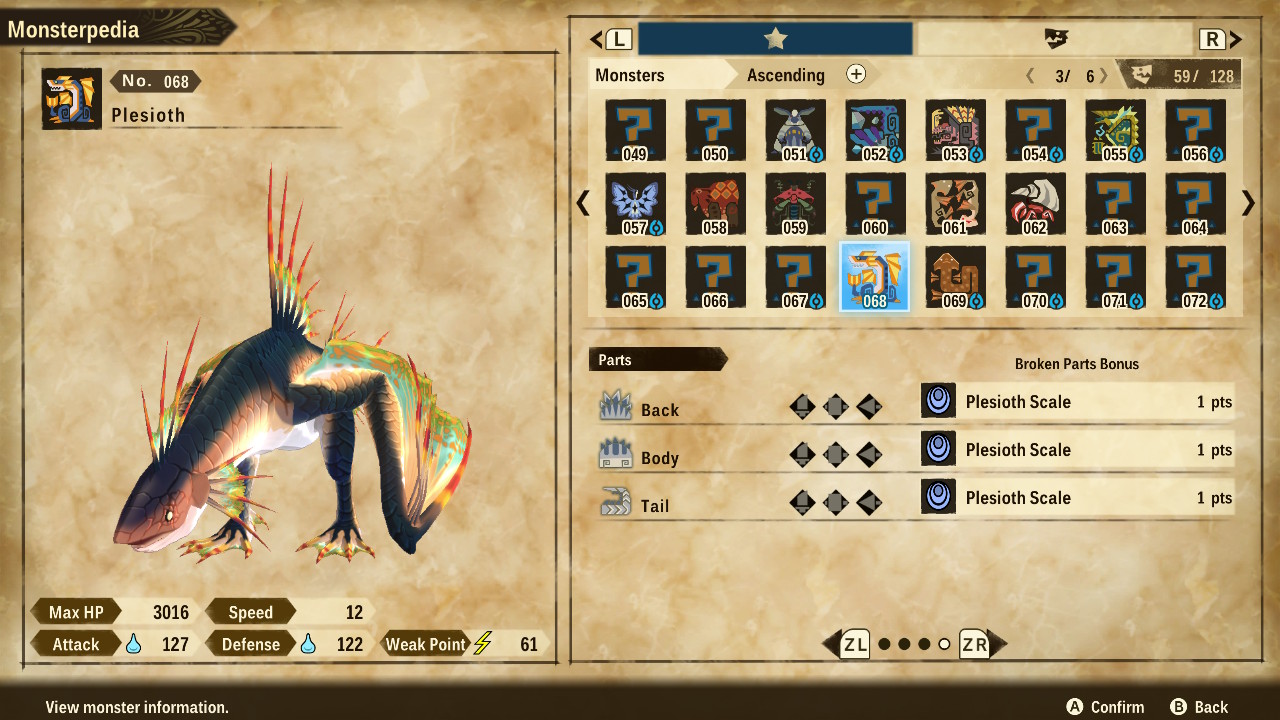 Monsterpedia
No. 068
Plesioth
L
R
Monsters
Ascending
3/ 6
59/ 128
049 050 051 052 053 054 055 056
057 058 059 060 061 062 063 064
065 066 067 068 069 070 071 072
Parts
Broken Parts Bonus
Back
Plesioth Scale 1 pts
Body
Plesioth Scale 1 pts
Tail
Plesioth Scale 1 pts
Max HP 3016 Speed 12
Attack 127 Defense 122 Weak Point 61
ZL ZR
View monster information.
A Confirm B Back